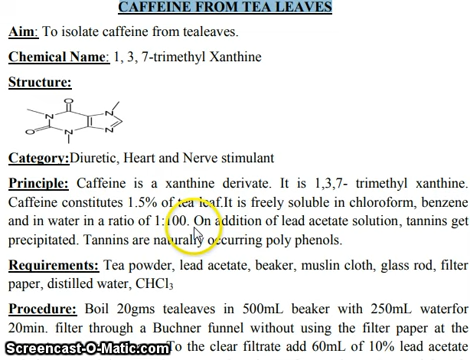 CAFFEINE FROM TEA LEAVES
Aim: To isolate caffeine from tealeaves.
Chemical Name: 1, 3, 7-trimethyl Xanthine
Structure:
O
N
N
O
N
N
Category:Diuretic, Heart and Nerve stimulant
Principle: Caffeine is a xanthine derivate. It is 1,3,7- trimethyl xanthine.
Caffeine constitutes 1.5% of tea leaf.It is freely soluble in chloroform, benzene
and in water in a ratio of 1:100. On addition of lead acetate solution, tannins get
precipitated. Tannins are naturally occurring poly phenols.
Requirements: Tea powder, lead acetate, beaker, muslin cloth, glass rod, filter
paper, distilled water, CHCl3
Procedure: Boil 20gms tealeaves in 500mL beaker with 250mL waterfor
20min. filter through a Buchner funnel without using the filter paper at the
Screencast-O-Matic.com To the clear filtrate add 60mL of 10% lead acetate